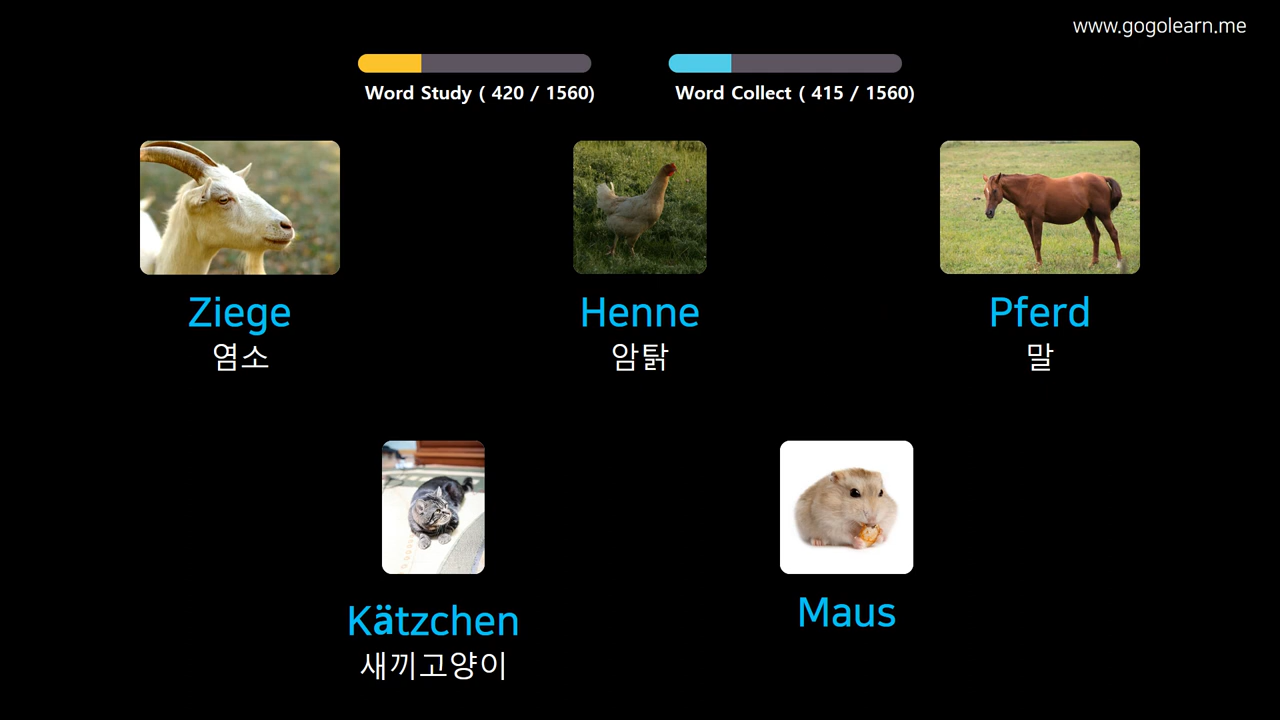 www.gogolearn.me
Word Study ( 420 / 1560)
Word Collect ( 415 / 1560)
Ziege
염소
Henne
암탉
Pferd
말
Kätzchen
새끼고양이
Maus